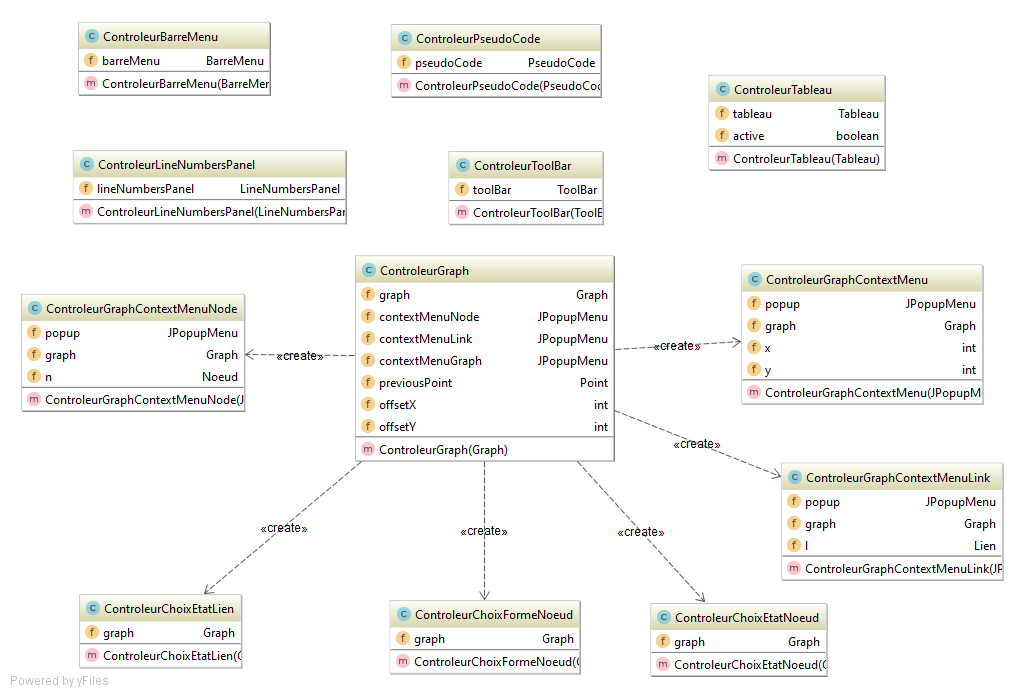 ControleurBarreMenu
barreMenu BarreMenu
ControleurBarreMenu(BarreMer
ControleurPseudoCode
pseudoCode PseudoCode
ControleurPseudoCode(PseudoCoc
ControleurTableau
tableau Tableau
active boolean
ControleurTableau(Tableau)
ControleurLineNumbersPanel
lineNumbersPanel LineNumbersPanel
ControleurLineNumbersPanel(LineNumbersPar
ControleurToolBar
toolBar ToolBar
ControleurToolBar(ToolE
ControleurGraph
graph Graph
contextMenuNode JPopupMenu
contextMenuLink JPopupMenu
contextMenuGraph JPopupMenu
previousPoint Point
offsetX int
offsetY int
ControleurGraph(Graph)
ControleurGraphContextMenuNode
popup JPopupMenu
graph Graph
n Noeud
ControleurGraphContextMenuNode(J
«create»
ControleurGraphContextMenu
popup JPopupMenu
graph Graph
x int
y int
ControleurGraphContextMenu(JPopupM
«create»
«create»
ControleurGraphContextMenuLink
popup JPopupMenu
graph Graph
l Lien
ControleurGraphContextMenuLink(JP
«create»
«create»
«create»
ControleurChoixEtatLien
graph Graph
ControleurChoixEtatLien(G
ControleurChoixFormeNoeud
graph Graph
ControleurChoixFormeNoeud(
ControleurChoixEtatNoeud
graph Graph
ControleurChoixEtatNoeud(G
Powered by yFiles